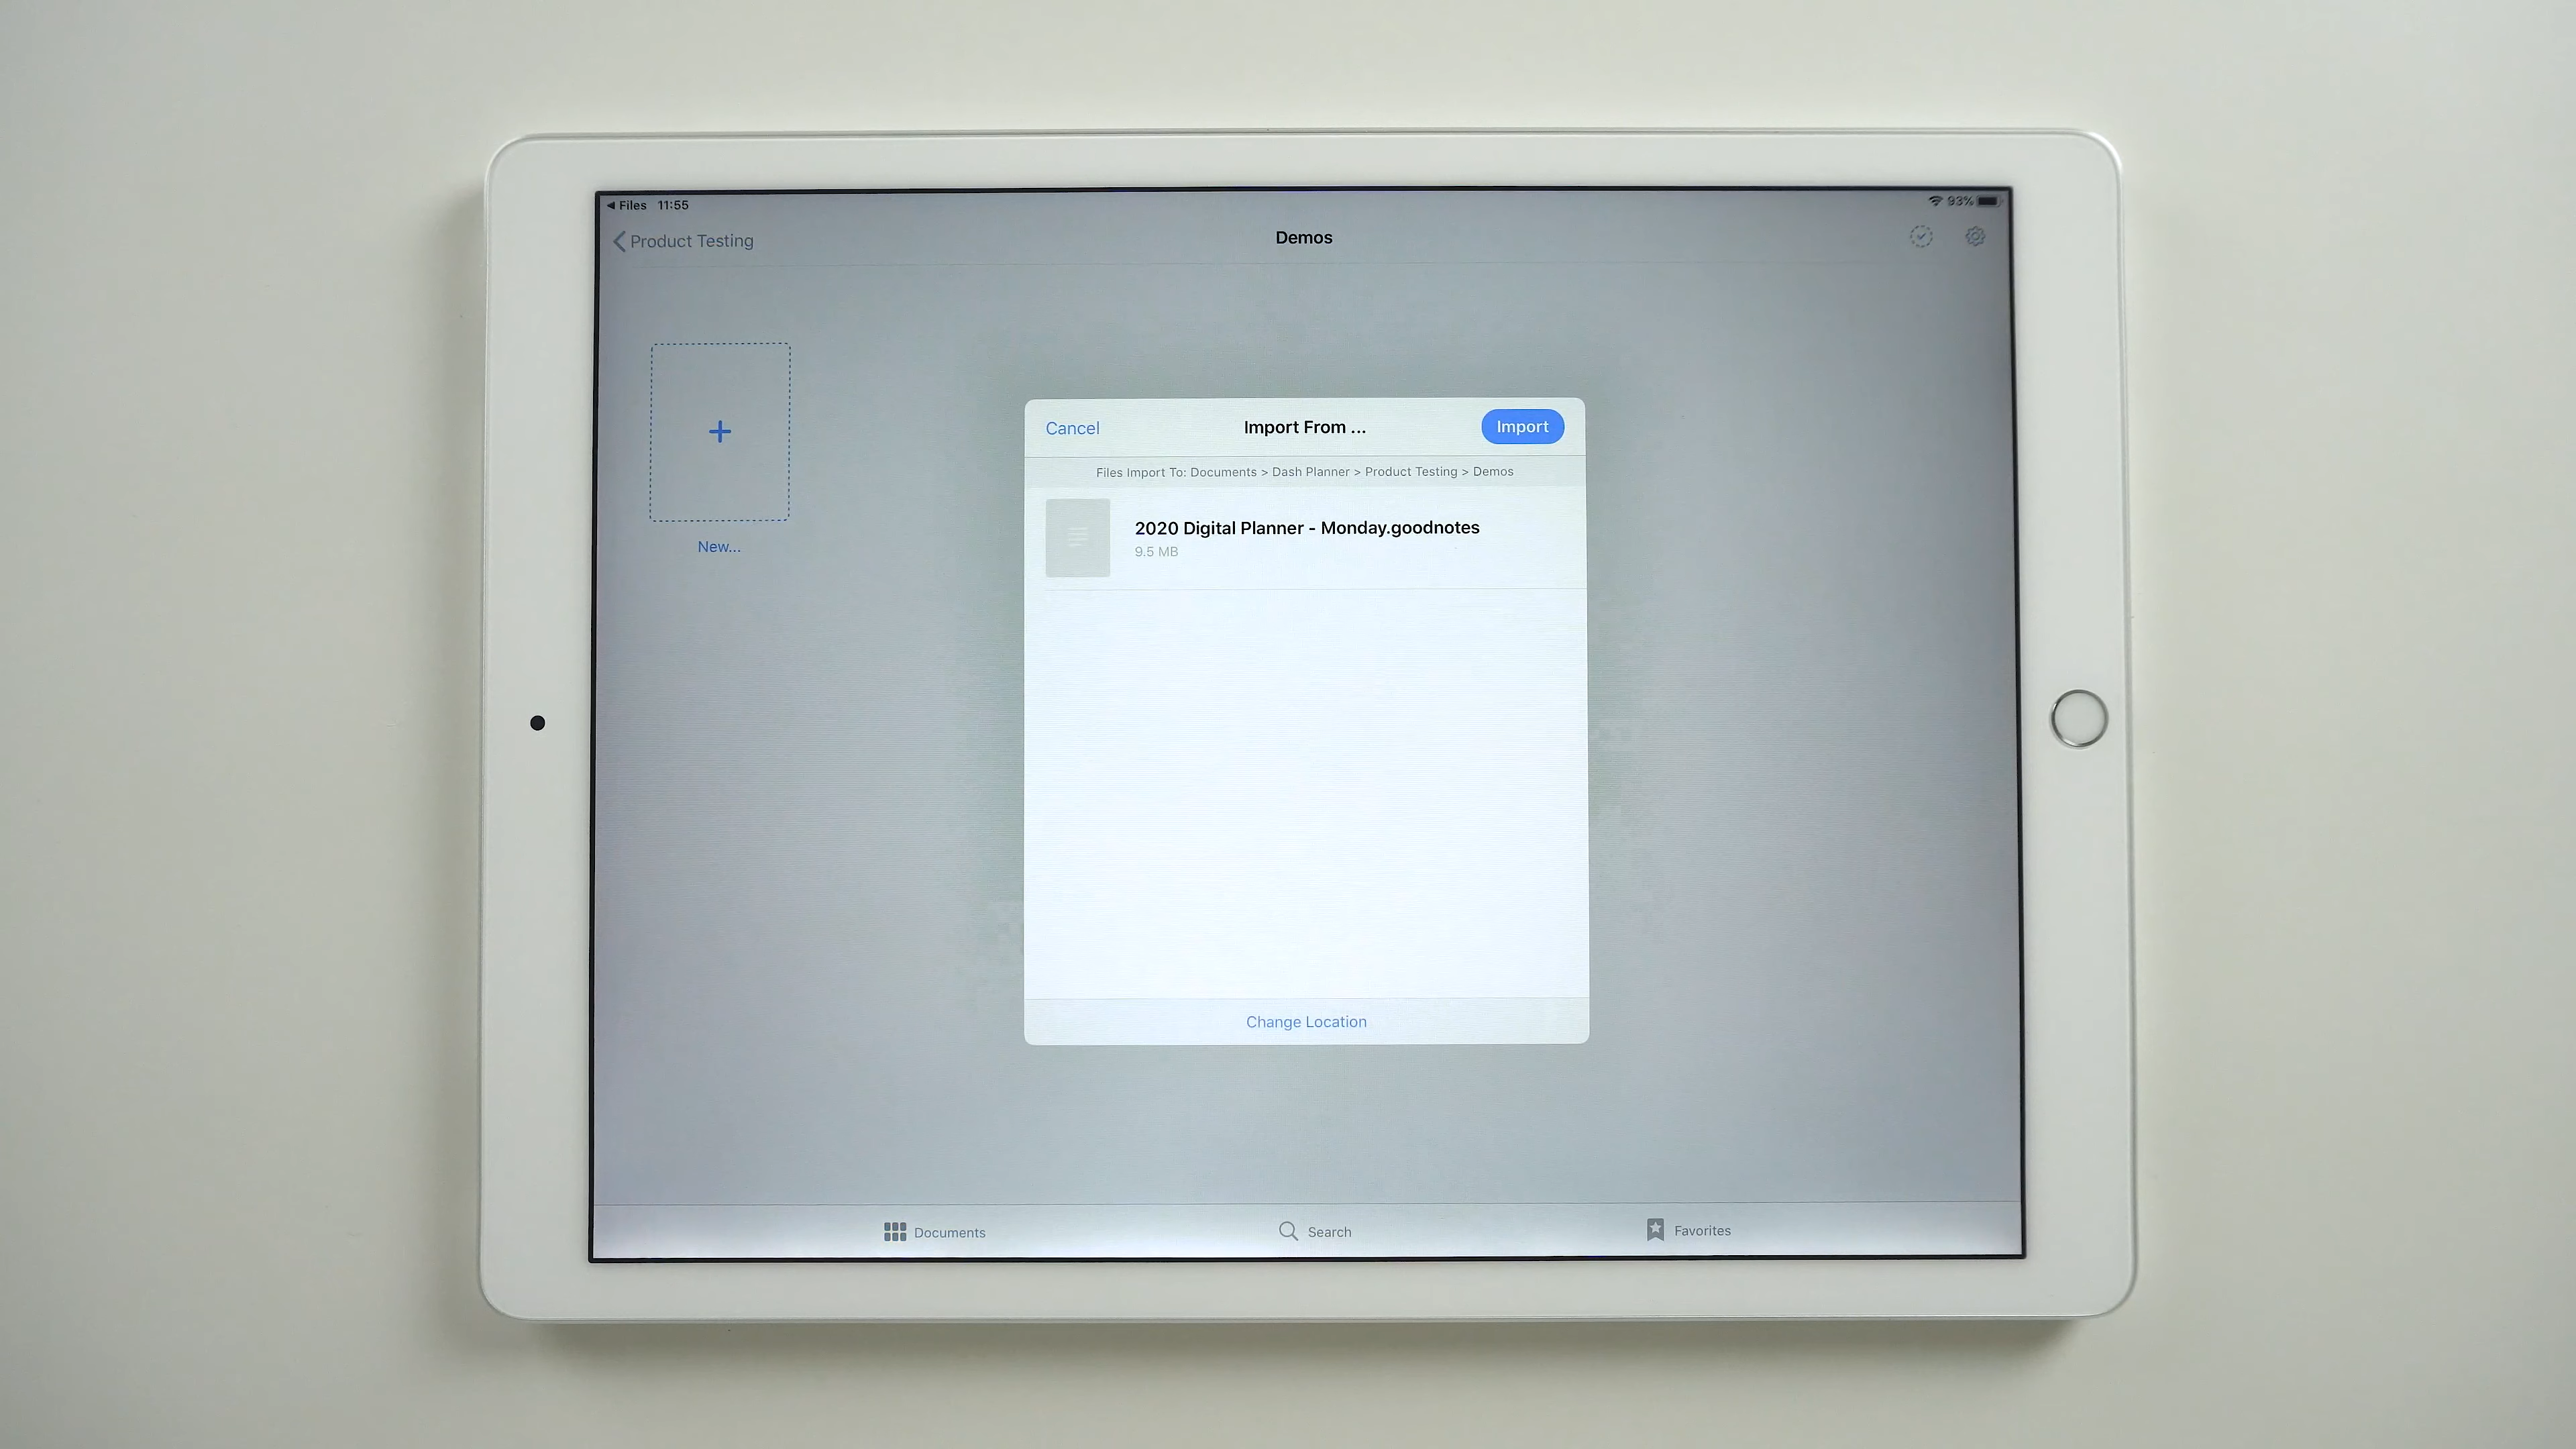 Files 11:55
93%
Product Testing
Demos
New...
Cancel
Import From ...
Import
Files Import To: Documents > Dash Planner > Product Testing > Demos
2020 Digital Planner - Monday.goodnotes
9.5 MB
Change Location
Documents
Search
Favorites